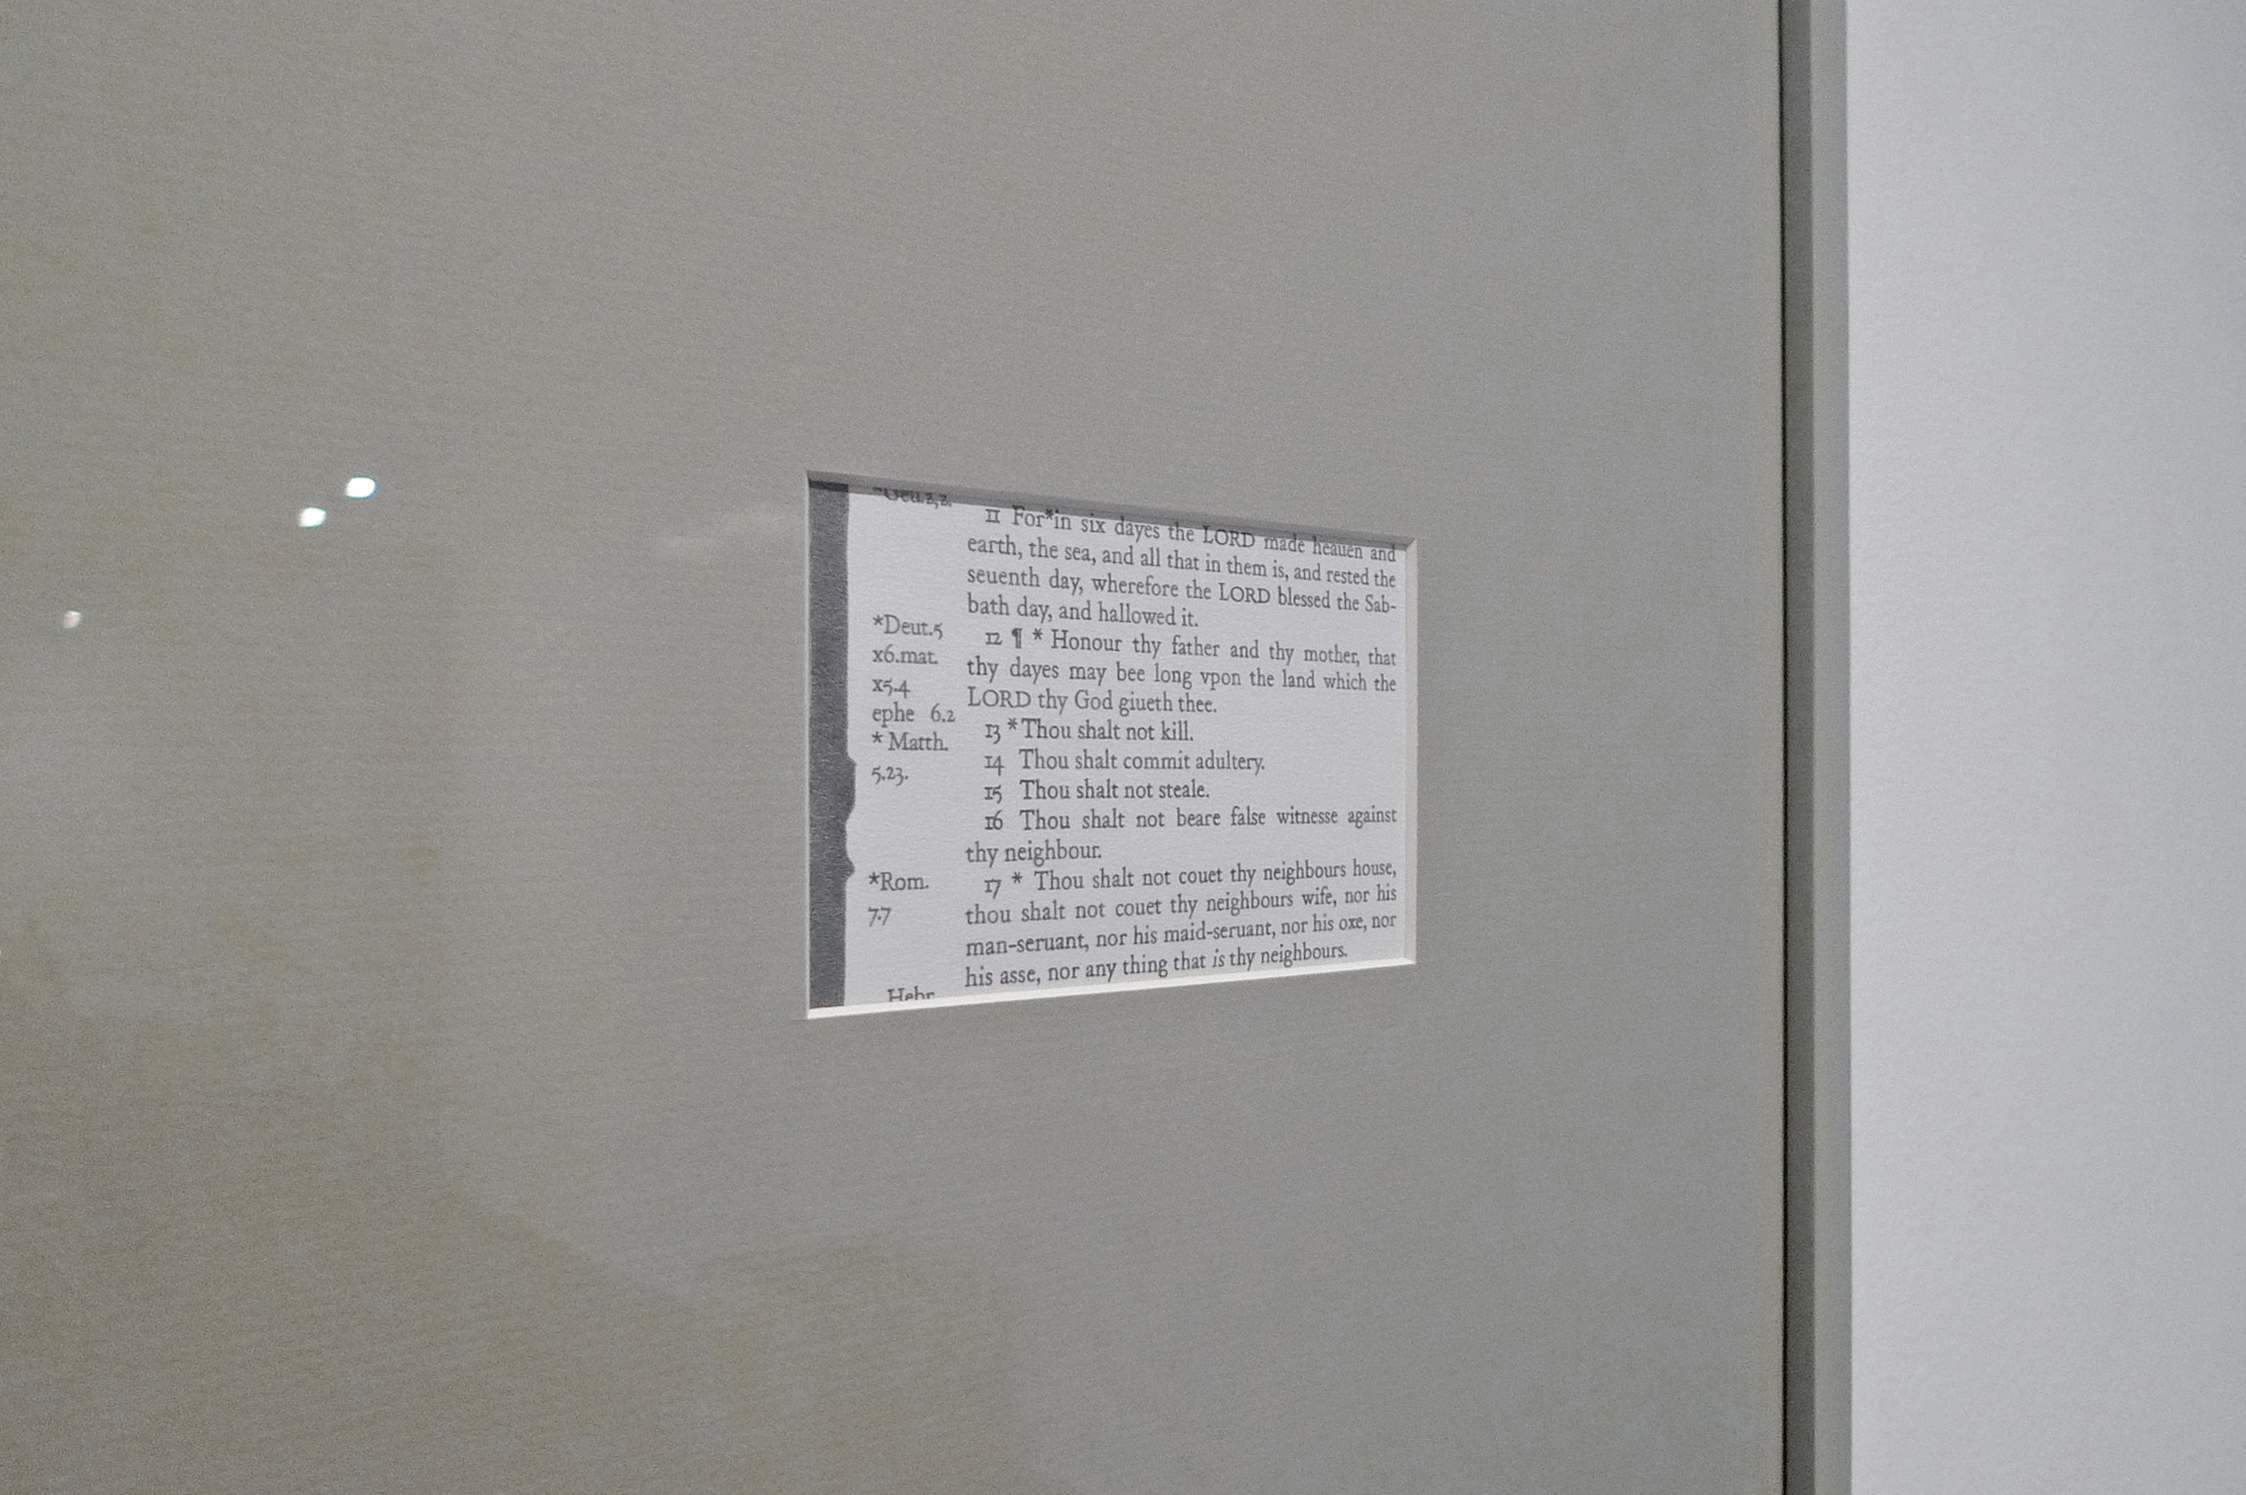 *Gen.2,2.
11 For*in six dayes the LORD made heauen and
earth, the sea, and all that in them is, and rested the
seuenth day, wherefore the LORD blessed the Sab-
bath day, and hallowed it.
*Deut.5
x6.mat.
x5.4
ephe 6.2
* Matth.
5.23.
12 ¶ * Honour thy father and thy mother, that
thy dayes may bee long vpon the land which the
LORD thy God giueth thee.
13 *Thou shalt not kill.
14 Thou shalt commit adultery.
15 Thou shalt not steale.
16 Thou shalt not beare false witnesse against
thy neighbour.
*Rom.
7.7
17 * Thou shalt not couet thy neighbours house,
thou shalt not couet thy neighbours wife, nor his
man-seruant, nor his maid-seruant, nor his oxe, nor
his asse, nor any thing that is thy neighbours.
Hebr